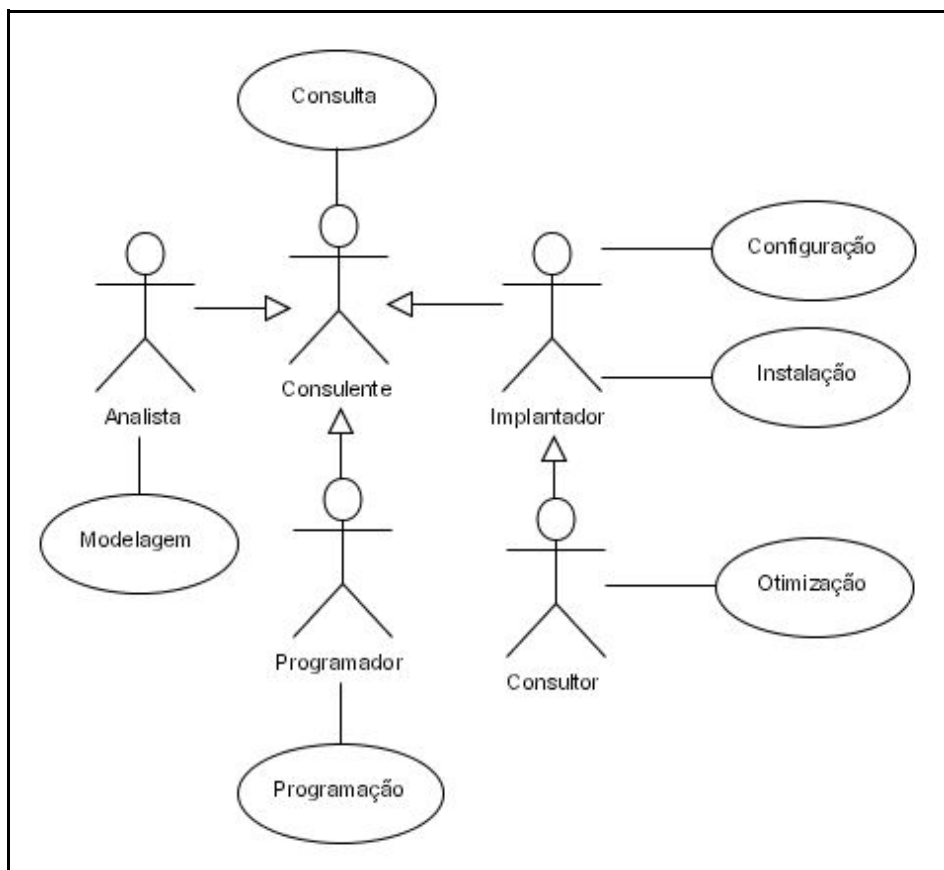 Consulta
Configuração
Instalação
Consulente
Analista
Implantador
Modelagem
Otimização
Programador
Consultor
Programação